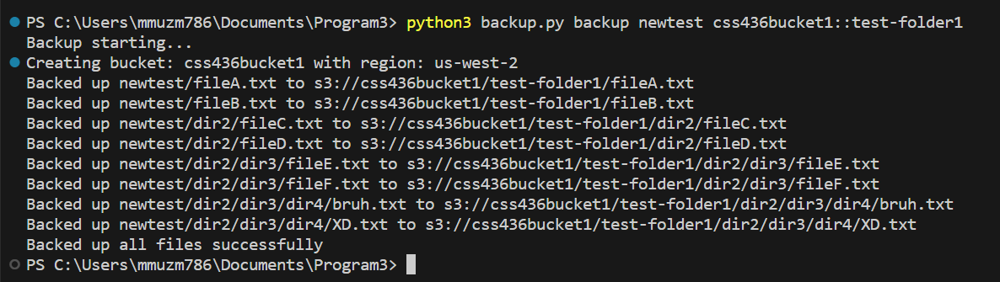 PS C:\Users\mmuzm786\Documents\Program3> python3 backup.py backup newtest css436bucket1::test-folder1
Backup starting...
Creating bucket: css436bucket1 with region: us-west-2
Backed up newtest/fileA.txt to s3://css436bucket1/test-folder1/fileA.txt
Backed up newtest/fileB.txt to s3://css436bucket1/test-folder1/fileB.txt
Backed up newtest/dir2/fileC.txt to s3://css436bucket1/test-folder1/dir2/fileC.txt
Backed up newtest/dir2/fileD.txt to s3://css436bucket1/test-folder1/dir2/fileD.txt
Backed up newtest/dir2/dir3/fileE.txt to s3://css436bucket1/test-folder1/dir2/dir3/fileE.txt
Backed up newtest/dir2/dir3/fileF.txt to s3://css436bucket1/test-folder1/dir2/dir3/fileF.txt
Backed up newtest/dir2/dir3/dir4/bruh.txt to s3://css436bucket1/test-folder1/dir2/dir3/dir4/bruh.txt
Backed up newtest/dir2/dir3/dir4/XD.txt to s3://css436bucket1/test-folder1/dir2/dir3/dir4/XD.txt
Backed up all files successfully
PS C:\Users\mmuzm786\Documents\Program3>